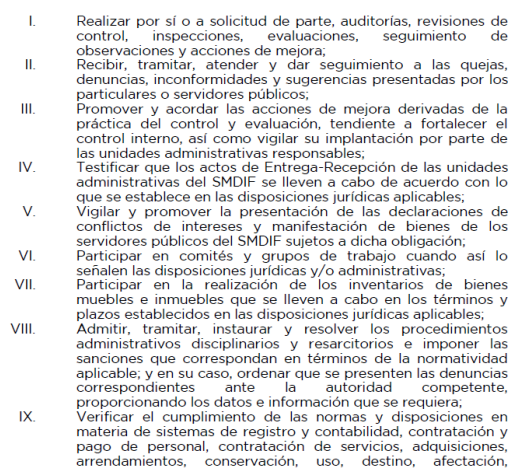 I. Realizar por sí o a solicitud de parte, auditorías, revisiones de
control, inspecciones, evaluaciones, seguimiento de
observaciones y acciones de mejora;
II. Recibir, tramitar, atender y dar seguimiento a las quejas,
denuncias, inconformidades y sugerencias presentadas por los
particulares o servidores públicos;
III. Promover y acordar las acciones de mejora derivadas de la
práctica del control y evaluación, tendiente a fortalecer el
control interno, así como vigilar su implantación por parte de
las unidades administrativas responsables;
IV. Testificar que los actos de Entrega-Recepción de las unidades
administrativas del SMDIF se lleven a cabo de acuerdo con lo
que se establece en las disposiciones jurídicas aplicables;
V. Vigilar y promover la presentación de las declaraciones de
conflictos de intereses y manifestación de bienes de los
servidores públicos del SMDIF sujetos a dicha obligación;
VI. Participar en comités y grupos de trabajo cuando así lo
señalen las disposiciones jurídicas y/o administrativas;
VII. Participar en la realización de los inventarios de bienes
muebles e inmuebles que se lleven a cabo en los términos y
plazos establecidos en las disposiciones jurídicas aplicables;
VIII. Admitir, tramitar, instaurar y resolver los procedimientos
administrativos disciplinarios y resarcitorios e imponer las
sanciones que correspondan en términos de la normatividad
aplicable; y en su caso, ordenar que se presenten las denuncias
correspondientes ante la autoridad competente,
proporcionando los datos e información que se requiera;
IX. Verificar el cumplimiento de las normas y disposiciones en
materia de sistemas de registro y contabilidad, contratación y
pago de personal, contratación de servicios, adquisiciones,
arrendamientos, conservación, uso, destino, afectación,